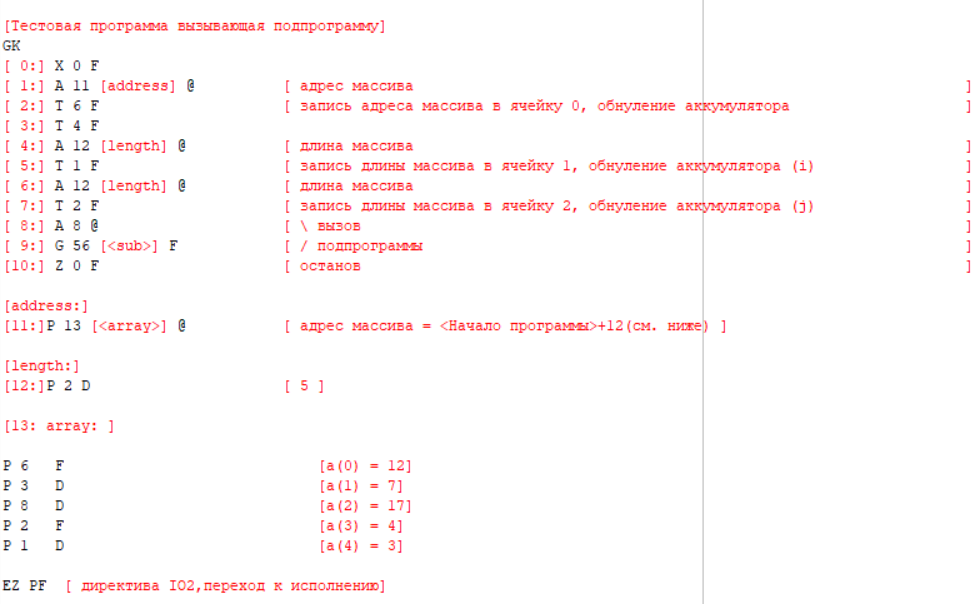 [Тестовая программа вызывающая подпрограмму]
GK
[ 0:] X 0 F
[ 1:] A 11 [address] @ [ адрес массива ]
[ 2:] T 6 F [ запись адреса массива в ячейку 0, обнуление аккумулятора ]
[ 3:] T 4 F
[ 4:] A 12 [length] @ [ длина массива ]
[ 5:] T 1 F [ запись длины массива в ячейку 1, обнуление аккумулятора (i) ]
[ 6:] A 12 [length] @ [ длина массива ]
[ 7:] T 2 F [ запись длины массива в ячейку 2, обнуление аккумулятора (j) ]
[ 8:] A 8 @ [ \ вызов ]
[ 9:] G 56 [<sub>] F [ / подпрограммы ]
[10:] Z 0 F [ останов ]
[address:]
[11:]P 13 [<array>] @ [ адрес массива = <Начало программы>+12(см. ниже) ]
[length:]
[12:]P 2 D [ 5 ]
[13: array: ]
P 6 F [a(0) = 12]
P 3 D [a(1) = 7]
P 8 D [a(2) = 17]
P 2 F [a(3) = 4]
P 1 D [a(4) = 3]
EZ PF [ директива IO2,переход к исполнению]